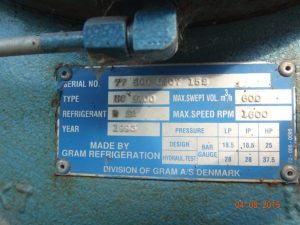 SERIAL NO. 77
TYPE MAX.SWEPT VOL. m³/h 600
REFRIGERANT MAX.SPEED RPM 1600
YEAR PRESSURE LP IP HP
MADE BY DESIGN BAR 18.5 18.5 25
GRAM REFRIGERATION HYDRAUL.TEST GAUGE 28 28 37.5
DIVISION OF GRAM A/S DENMARK
04-08-2015